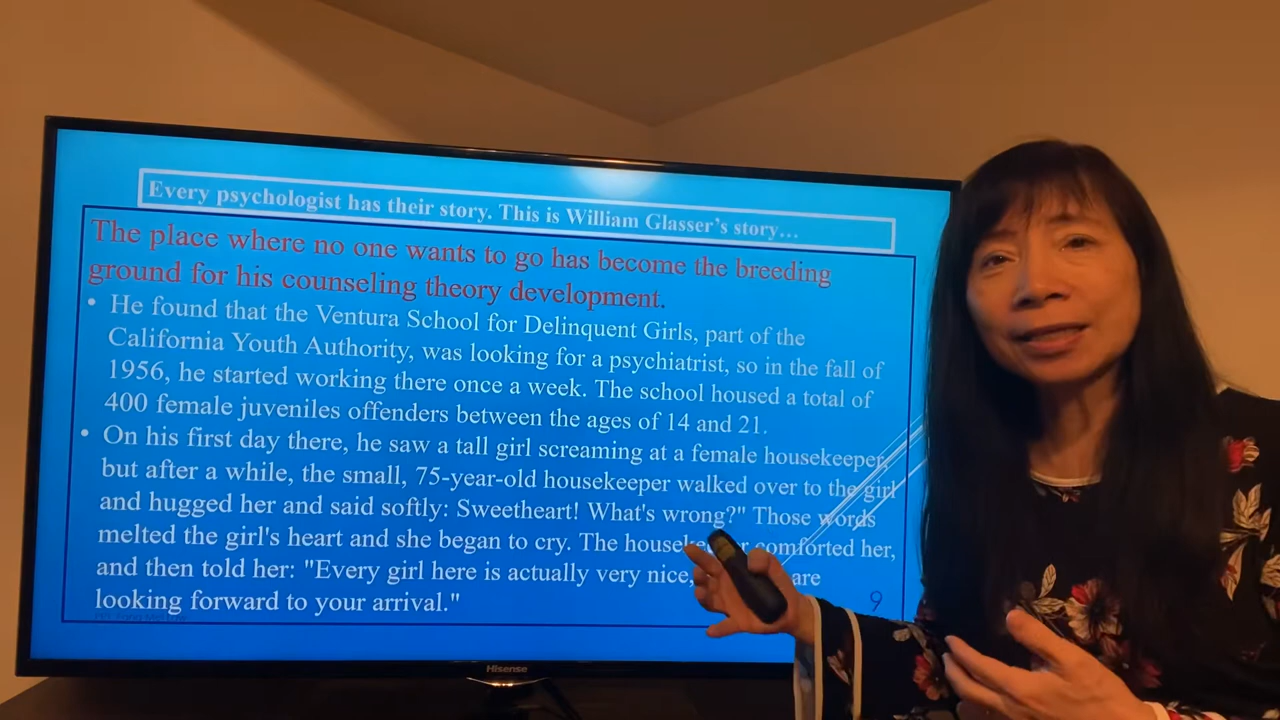 Every psychologist has their story. This is William Glasser's story…
The place where no one wants to go has become the breeding
ground for his counseling theory development.
• He found that the Ventura School for Delinquent Girls, part of the
California Youth Authority, was looking for a psychiatrist, so in the fall of
1956, he started working there once a week. The school housed a total of
400 female juveniles offenders between the ages of 14 and 21.
• On his first day there, he saw a tall girl screaming at a female housekeeper,
but after a while, the small, 75-year-old housekeeper walked over to the girl
and hugged her and said softly: Sweetheart! What's wrong?" Those words
melted the girl's heart and she began to cry. The comforted her,
and then told her: "Every girl here is actually very nice, are
looking forward to your arrival."
9
Hisense